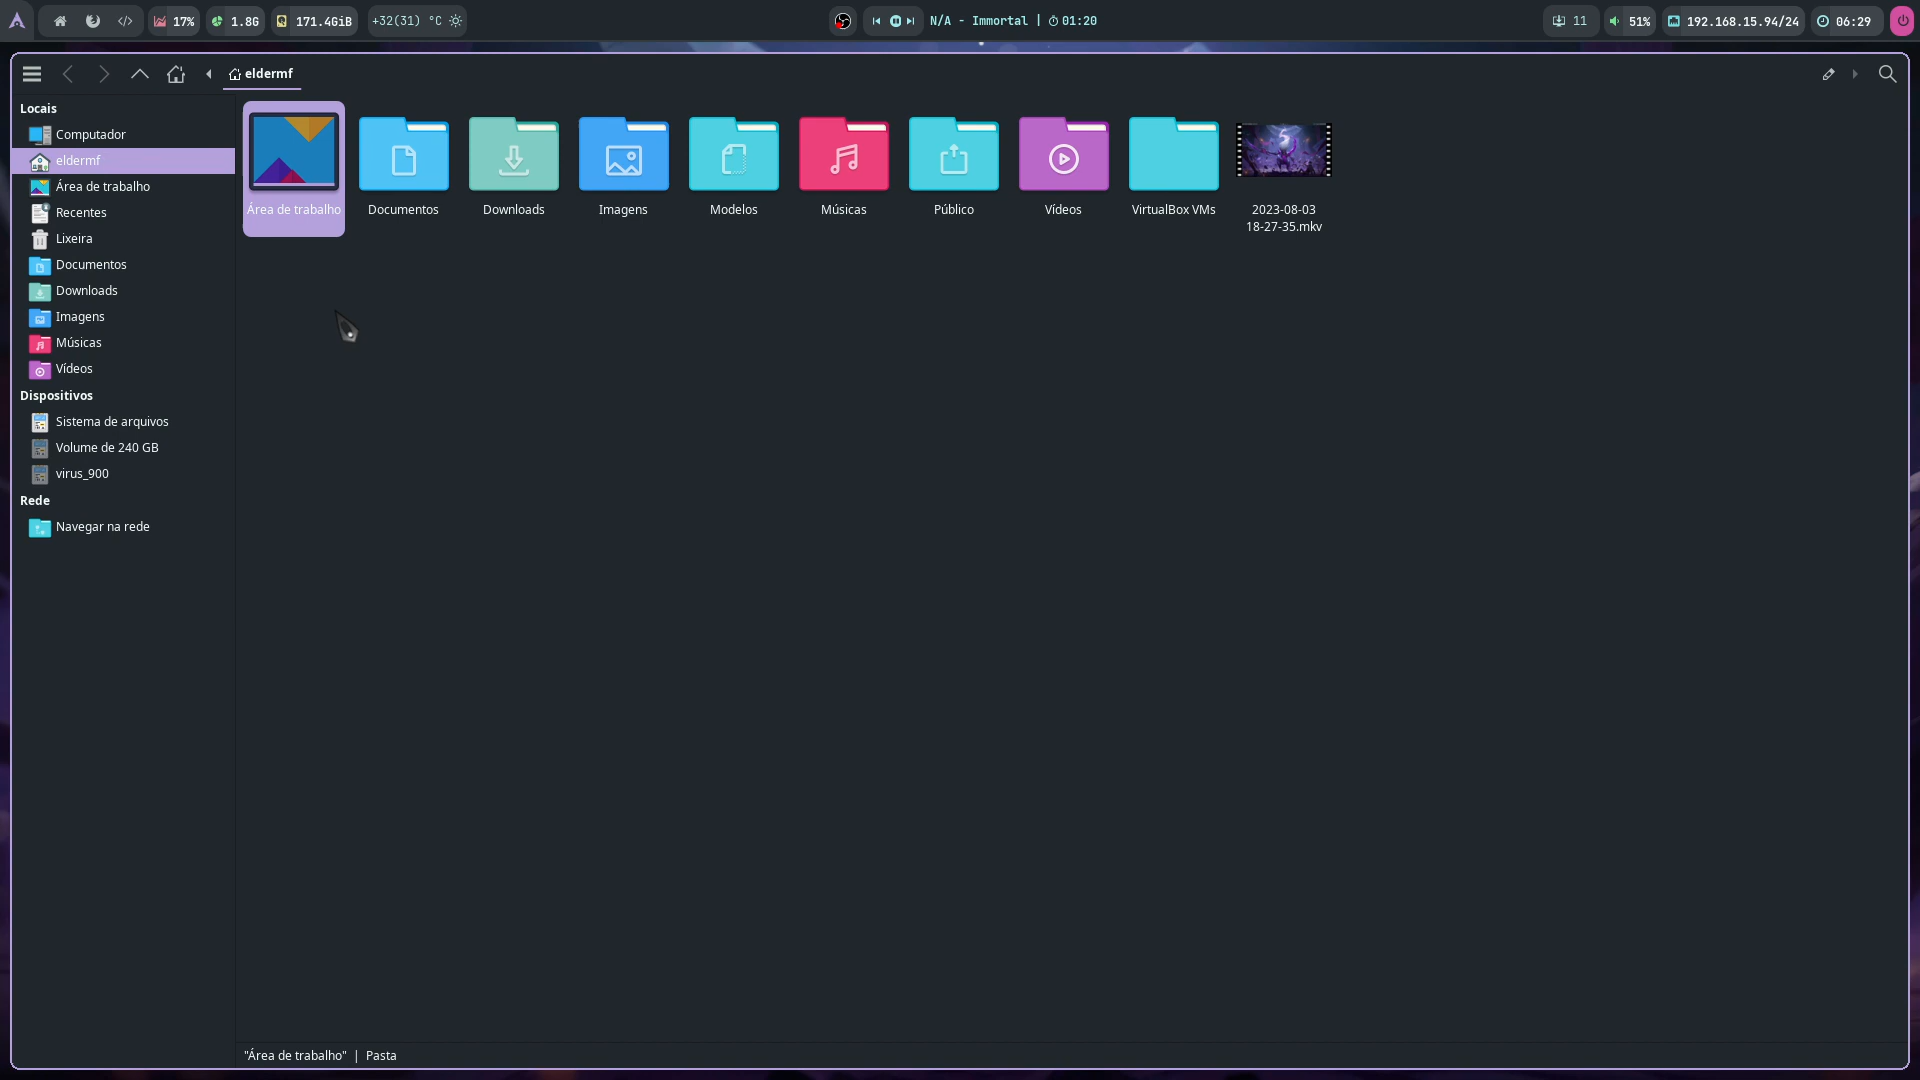 17%
1.8G
171.4GiB
+32(31) °C
N/A - Immortal |
01:20
11
51%
192.168.15.94/24
06:29
eldermf
Locais
Computador
eldermf
Área de trabalho
Recentes
Lixeira
Documentos
Downloads
Imagens
Músicas
Vídeos
Dispositivos
Sistema de arquivos
Volume de 240 GB
virus_900
Rede
Navegar na rede
Área de trabalho
Documentos
Downloads
Imagens
Modelos
Músicas
Público
Vídeos
VirtualBox VMs
2023-08-03
18-27-35.mkv
"Área de trabalho" | Pasta